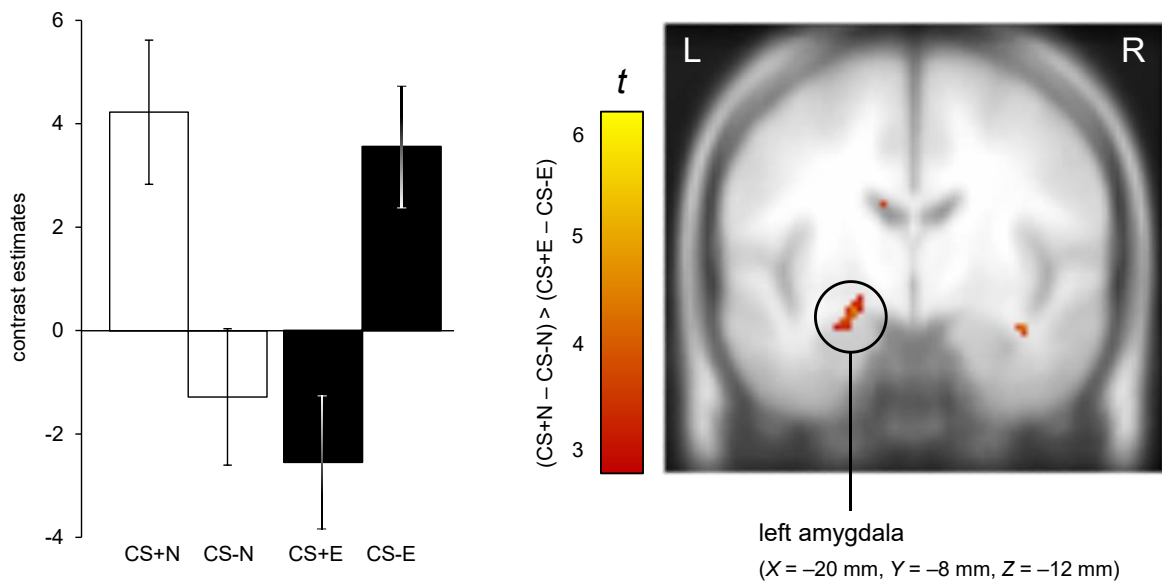 contrast estimates
6
4
2
0
-2
-4
CS+N CS-N CS+E CS-E
(CS+N – CS-N) > (CS+E – CS-E)
t
6
5
4
3
L R
left amygdala
(X = –20 mm, Y = –8 mm, Z = –12 mm)